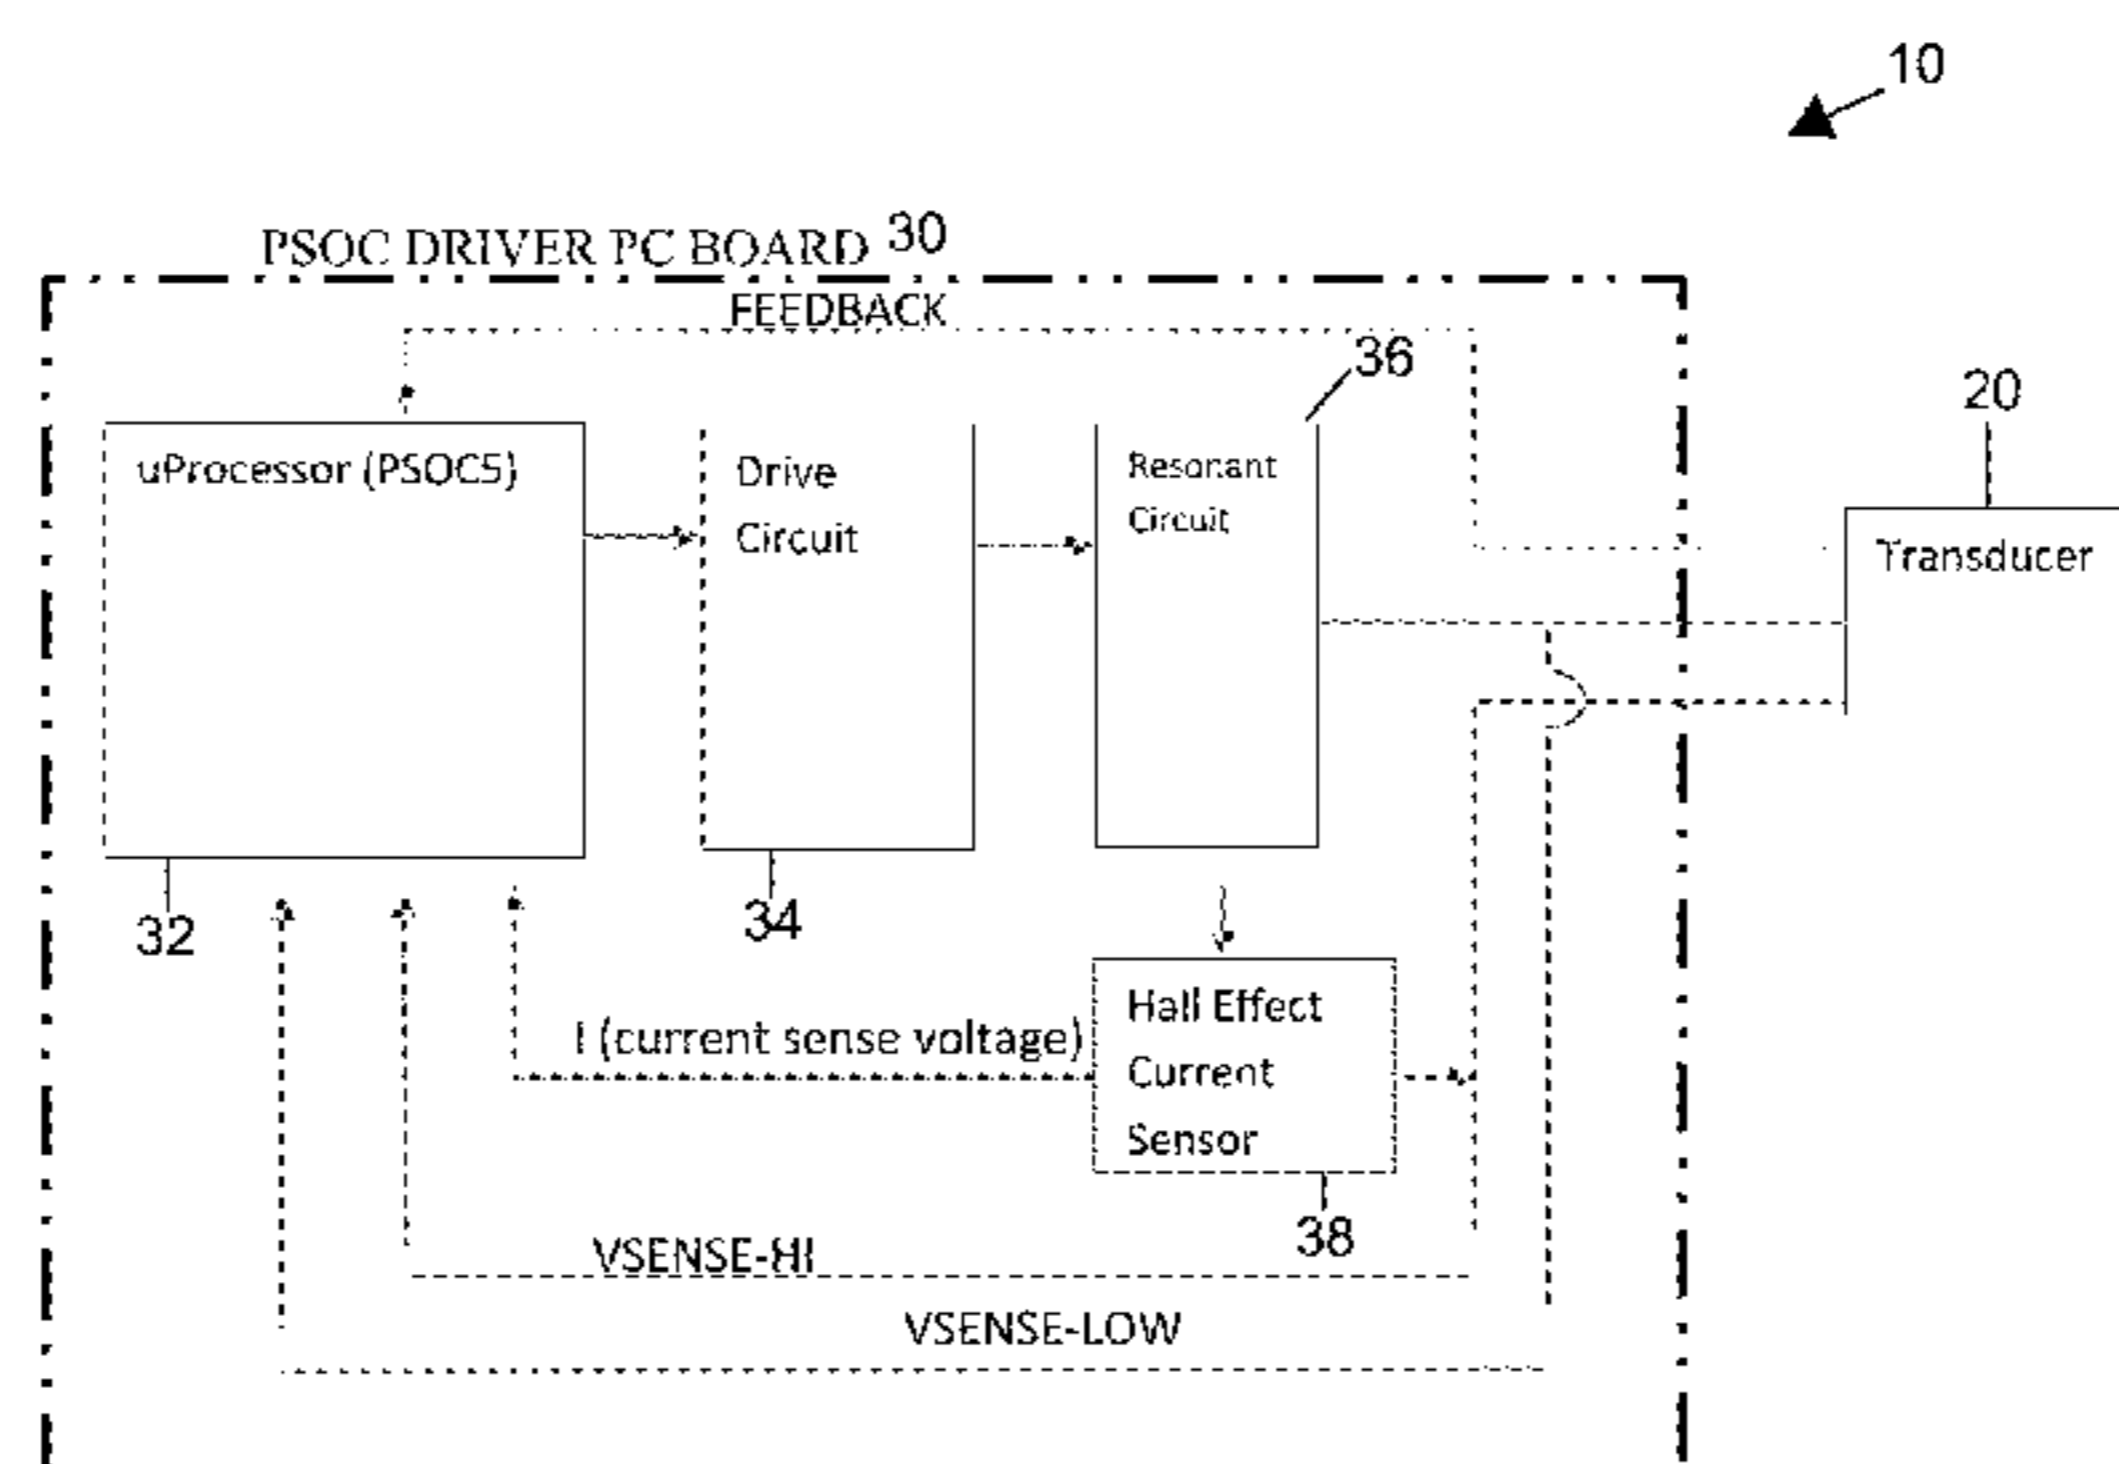 10
PSOC DRIVER PC BOARD 30
FEEDBACK
36
20
uProcessor (PSOC5)
Drive
Circuit
Resonant
Circuit
Transducer
32
34
I (current sense voltage)
Hall Effect
Current
Sensor
38
VSENSE-HI
VSENSE-LOW